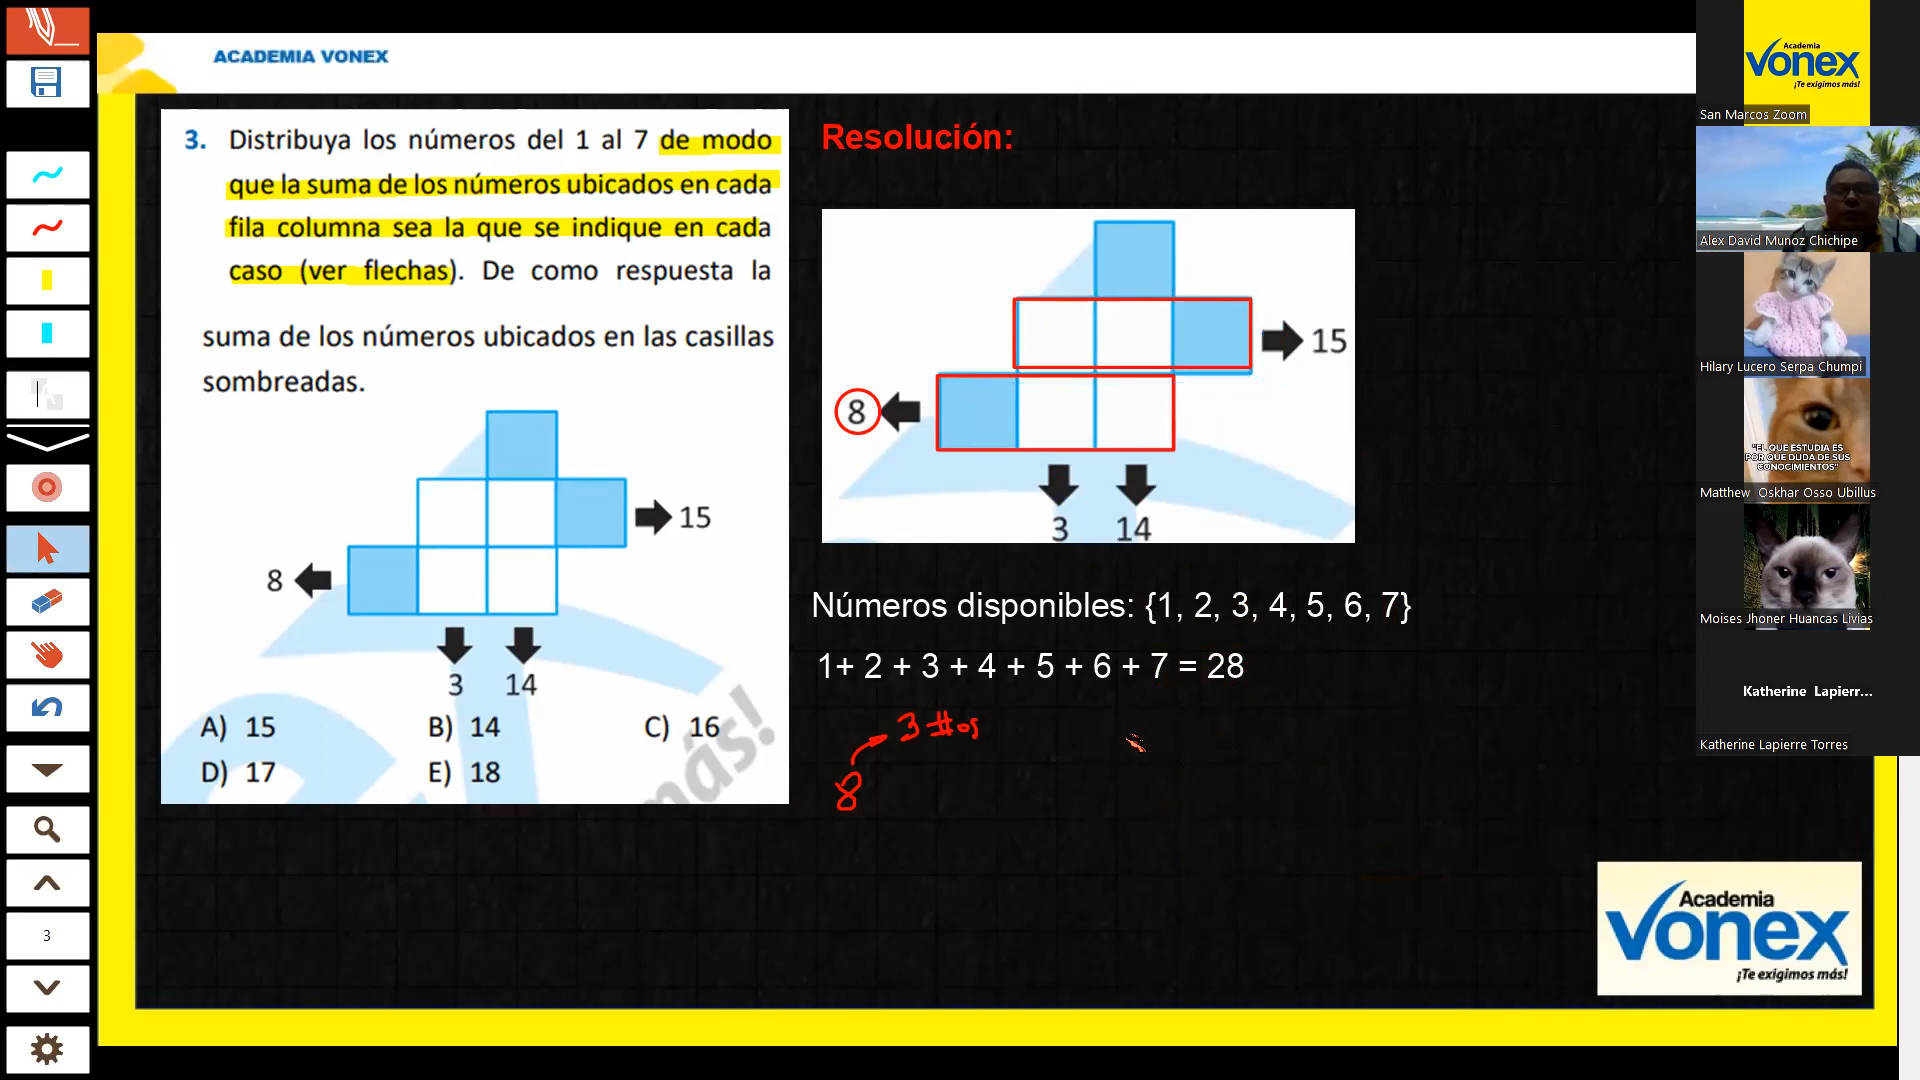 ACADEMIA VONEX
3. Distribuya los números del 1 al 7 de modo
que la suma de los números ubicados en cada
fila columna sea la que se indique en cada
caso (ver flechas). De como respuesta la
suma de los números ubicados en las casillas
sombreadas.
15
8
3 14
A) 15 B) 14 C) 16
D) 17 E) 18
más!
Resolución:
15
8
3 14
Números disponibles: {1, 2, 3, 4, 5, 6, 7}
1+ 2 + 3 + 4 + 5 + 6 + 7 = 28
3 #os
8
3
Academia
vonex
¡Te exigimos más!
San Marcos Zoom
Alex David Munoz Chichipe
Hilary Lucero Serpa Chumpi
"EL QUE ESTUDIA ES
POR QUE DUDA DE SUS
CONOCIMIENTOS"
Matthew Oskhar Osso Ubillus
Moises Jhoner Huancas Livias
Katherine Lapierr...
Katherine Lapierre Torres
Academia
vonex
¡Te exigimos más!